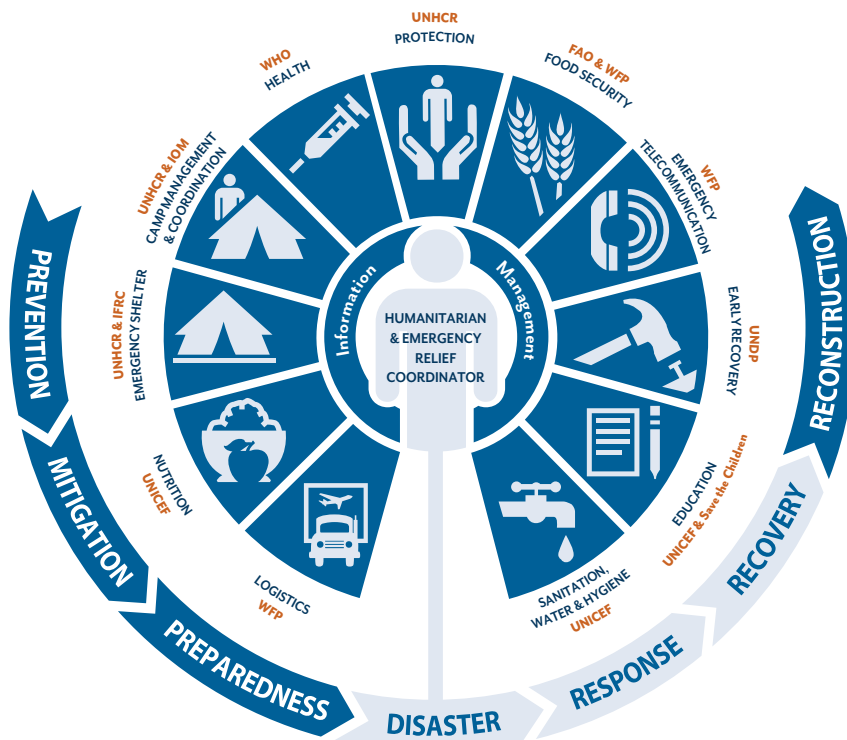 UNHCR
PROTECTION
FAO & WFP
FOOD SECURITY
WFP
EMERGENCY
TELECOMMUNICATION
UNDP
EARLY RECOVERY
EDUCATION
UNICEF & Save the Children
SANITATION,
WATER & HYGIENE
UNICEF
LOGISTICS
WFP
NUTRITION
UNICEF
UNHCR & IFRC
EMERGENCY SHELTER
UNHCR & IOM
CAMP MANAGEMENT
& COORDINATION
WHO
HEALTH
Information
Management
HUMANITARIAN
& EMERGENCY
RELIEF
COORDINATOR
PREVENTION
MITIGATION
PREPAREDNESS
DISASTER
RESPONSE
RECOVERY
RECONSTRUCTION